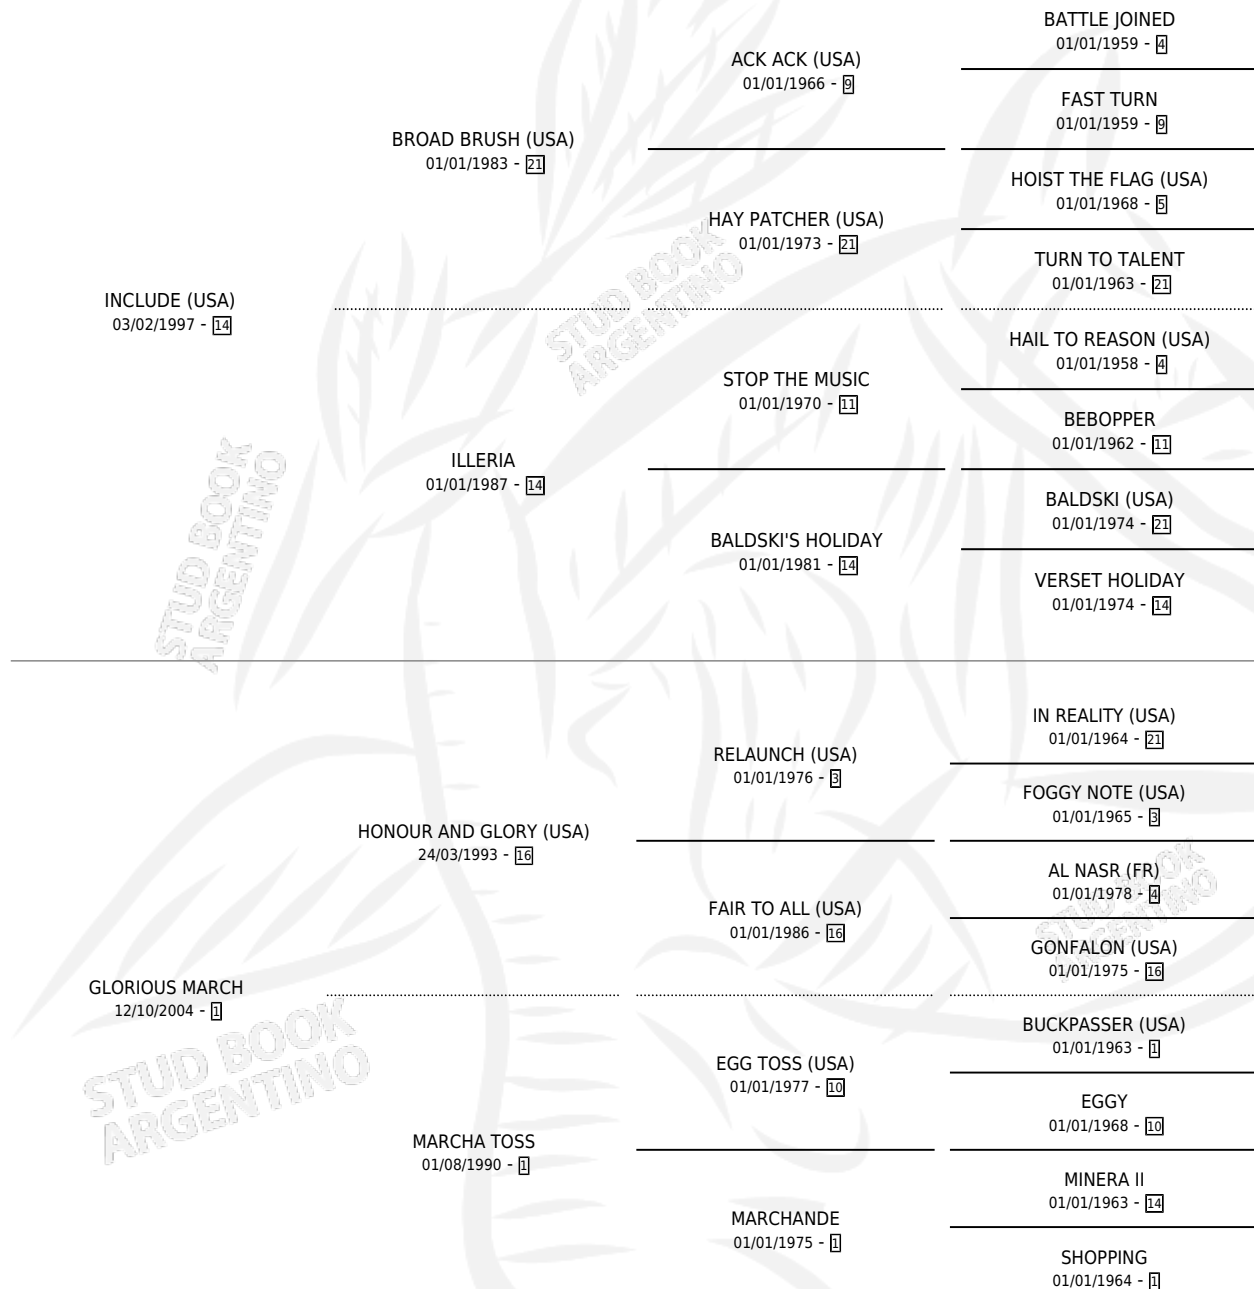 INCLUDE (USA)
03/02/1997 - 14
BROAD BRUSH (USA)
01/01/1983 - 21
ACK ACK (USA)
01/01/1966 - 9
BATTLE JOINED
01/01/1959 - 4
FAST TURN
01/01/1959 - 9
HAY PATCHER (USA)
01/01/1973 - 21
HOIST THE FLAG (USA)
01/01/1968 - 5
TURN TO TALENT
01/01/1963 - 21
ILLERIA
01/01/1987 - 14
STOP THE MUSIC
01/01/1970 - 11
HAIL TO REASON (USA)
01/01/1958 - 4
BEBOPPER
01/01/1962 - 11
BALDSKI'S HOLIDAY
01/01/1981 - 14
BALDSKI (USA)
01/01/1974 - 21
VERSET HOLIDAY
01/01/1974 - 14
GLORIOUS MARCH
12/10/2004 - 1
HONOUR AND GLORY (USA)
24/03/1993 - 16
RELAUNCH (USA)
01/01/1976 - 3
IN REALITY (USA)
01/01/1964 - 21
FOGGY NOTE (USA)
01/01/1965 - 3
FAIR TO ALL (USA)
01/01/1986 - 16
AL NASR (FR)
01/01/1978 - 4
GONFALON (USA)
01/01/1975 - 16
MARCHA TOSS
01/08/1990 - 1
EGG TOSS (USA)
01/01/1977 - 10
BUCKPASSER (USA)
01/01/1963 - 1
EGGY
01/01/1968 - 10
MARCHANDE
01/01/1975 - 1
MINERA II
01/01/1963 - 14
SHOPPING
01/01/1964 - 1
STUD BOOK
ARGENTINO
STUD BOOK
ARGENTINO
STUD BOOK
ARGENTINO
STUD BOOK
ARGENTINO